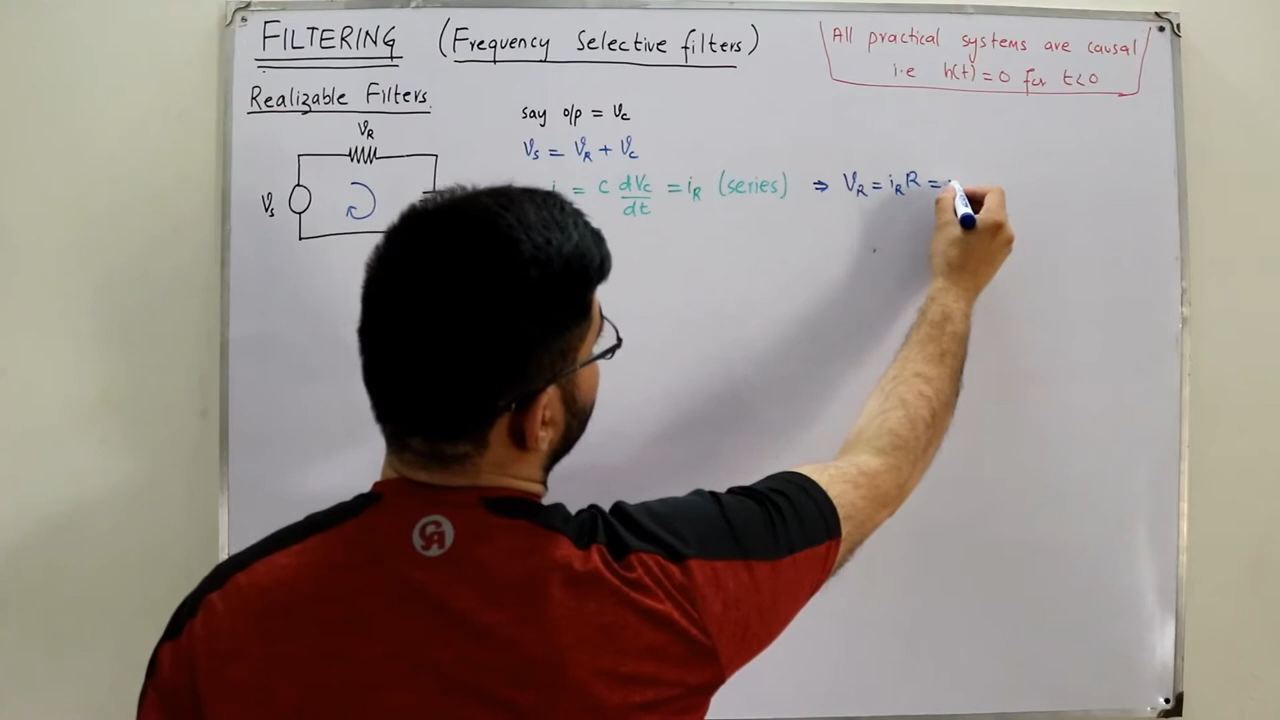 FILTERING (Frequency Selective filters)
All practical systems are causal
i.e h(t) = 0 for t<0
Realizable Filters
say o/p = Vc
VR
Vs = VR + Vc
Vs
= C dVc/dt = iR (series) ⇒ VR = iR R =
CA